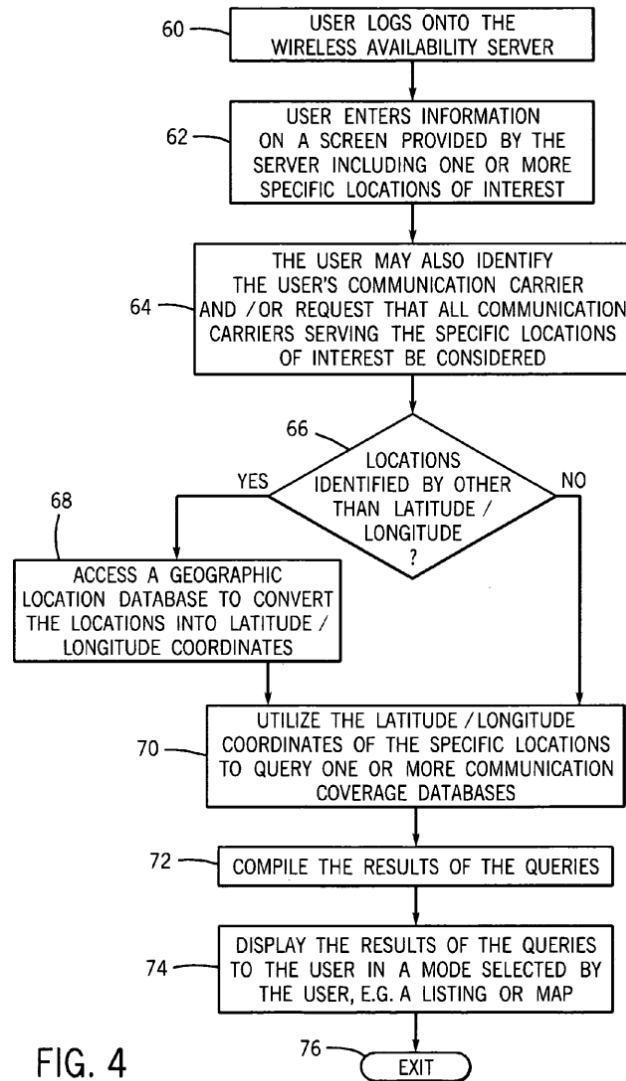 60
USER LOGS ONTO THE
WIRELESS AVAILABILITY SERVER
62
USER ENTERS INFORMATION
ON A SCREEN PROVIDED BY THE
SERVER INCLUDING ONE OR MORE
SPECIFIC LOCATIONS OF INTEREST
64
THE USER MAY ALSO IDENTIFY
THE USER'S COMMUNICATION CARRIER
AND / OR REQUEST THAT ALL COMMUNICATION
CARRIERS SERVING THE SPECIFIC LOCATIONS
OF INTEREST BE CONSIDERED
66
LOCATIONS
IDENTIFIED BY OTHER
THAN LATITUDE /
LONGITUDE
?
YES
NO
68
ACCESS A GEOGRAPHIC
LOCATION DATABASE TO CONVERT
THE LOCATIONS INTO LATITUDE /
LONGITUDE COORDINATES
70
UTILIZE THE LATITUDE / LONGITUDE
COORDINATES OF THE SPECIFIC LOCATIONS
TO QUERY ONE OR MORE COMMUNICATION
COVERAGE DATABASES
72
COMPILE THE RESULTS OF THE QUERIES
74
DISPLAY THE RESULTS OF THE QUERIES
TO THE USER IN A MODE SELECTED BY
THE USER, E.G. A LISTING OR MAP
76
EXIT
FIG. 4